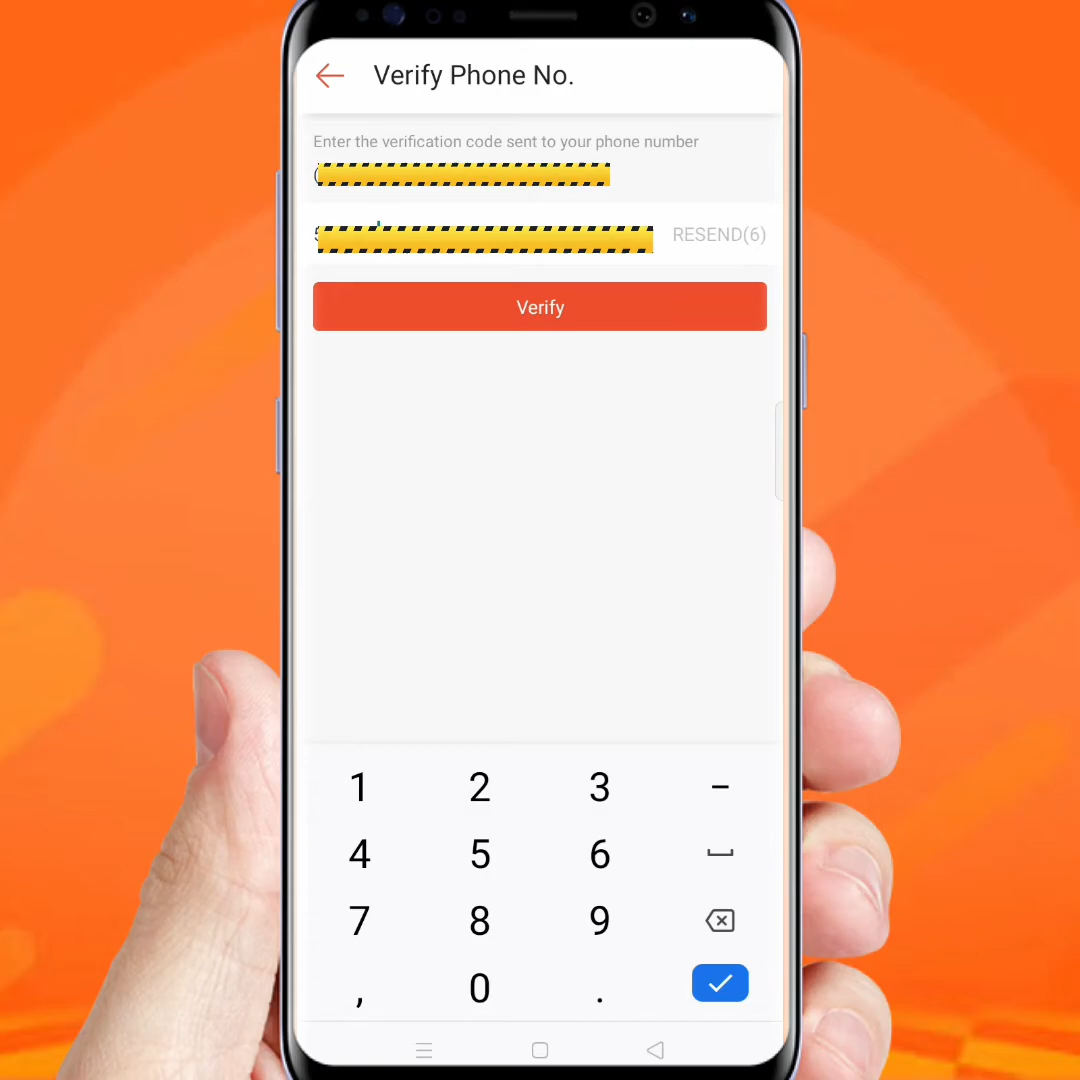 Verify Phone No.
Enter the verification code sent to your phone number
(
RESEND(6)
Verify
1 2 3 –
4 5 6
7 8 9
, 0 .